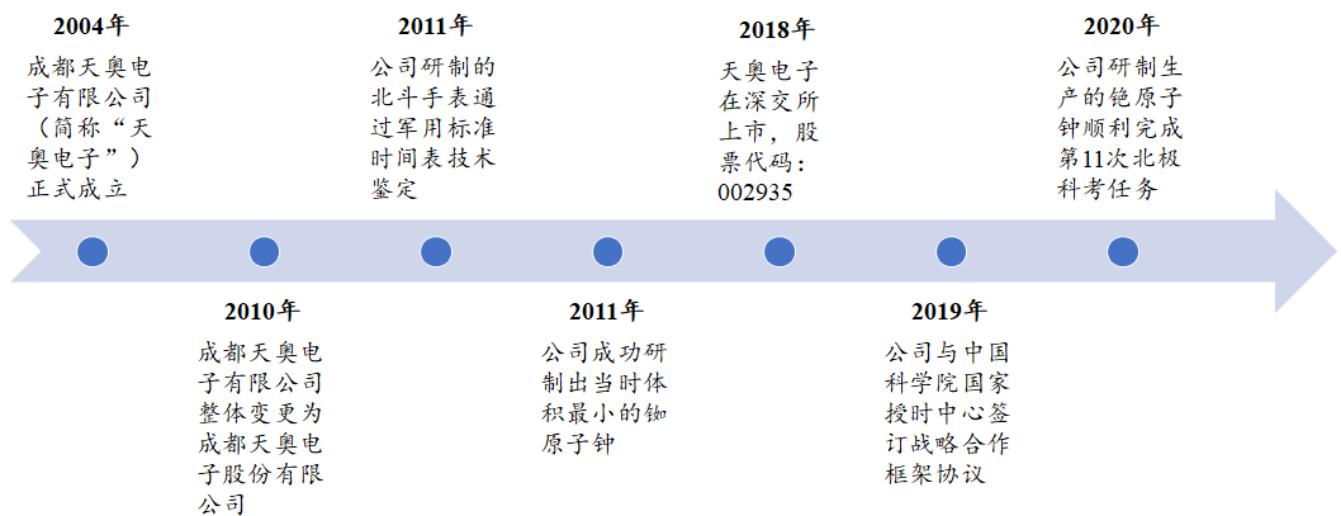 2004年
成都天奥电
子有限公司
（简称“天
奥电子”）
正式成立
2010年
成都天奥电
子有限公司
整体变更为
成都天奥电
子股份有限
公司
2011年
公司研制的
北斗手表通
过军用标准
时间表技术
鉴定
2011年
公司成功研
制出当时体
积最小的铷
原子钟
2018年
天奥电子
在深交所
上市，股
票代码：
002935
2019年
公司与中国
科学院国家
授时中心签
订战略合作
框架协议
2020年
公司研制生
产的铯原子
钟顺利完成
第11次北极
科考任务